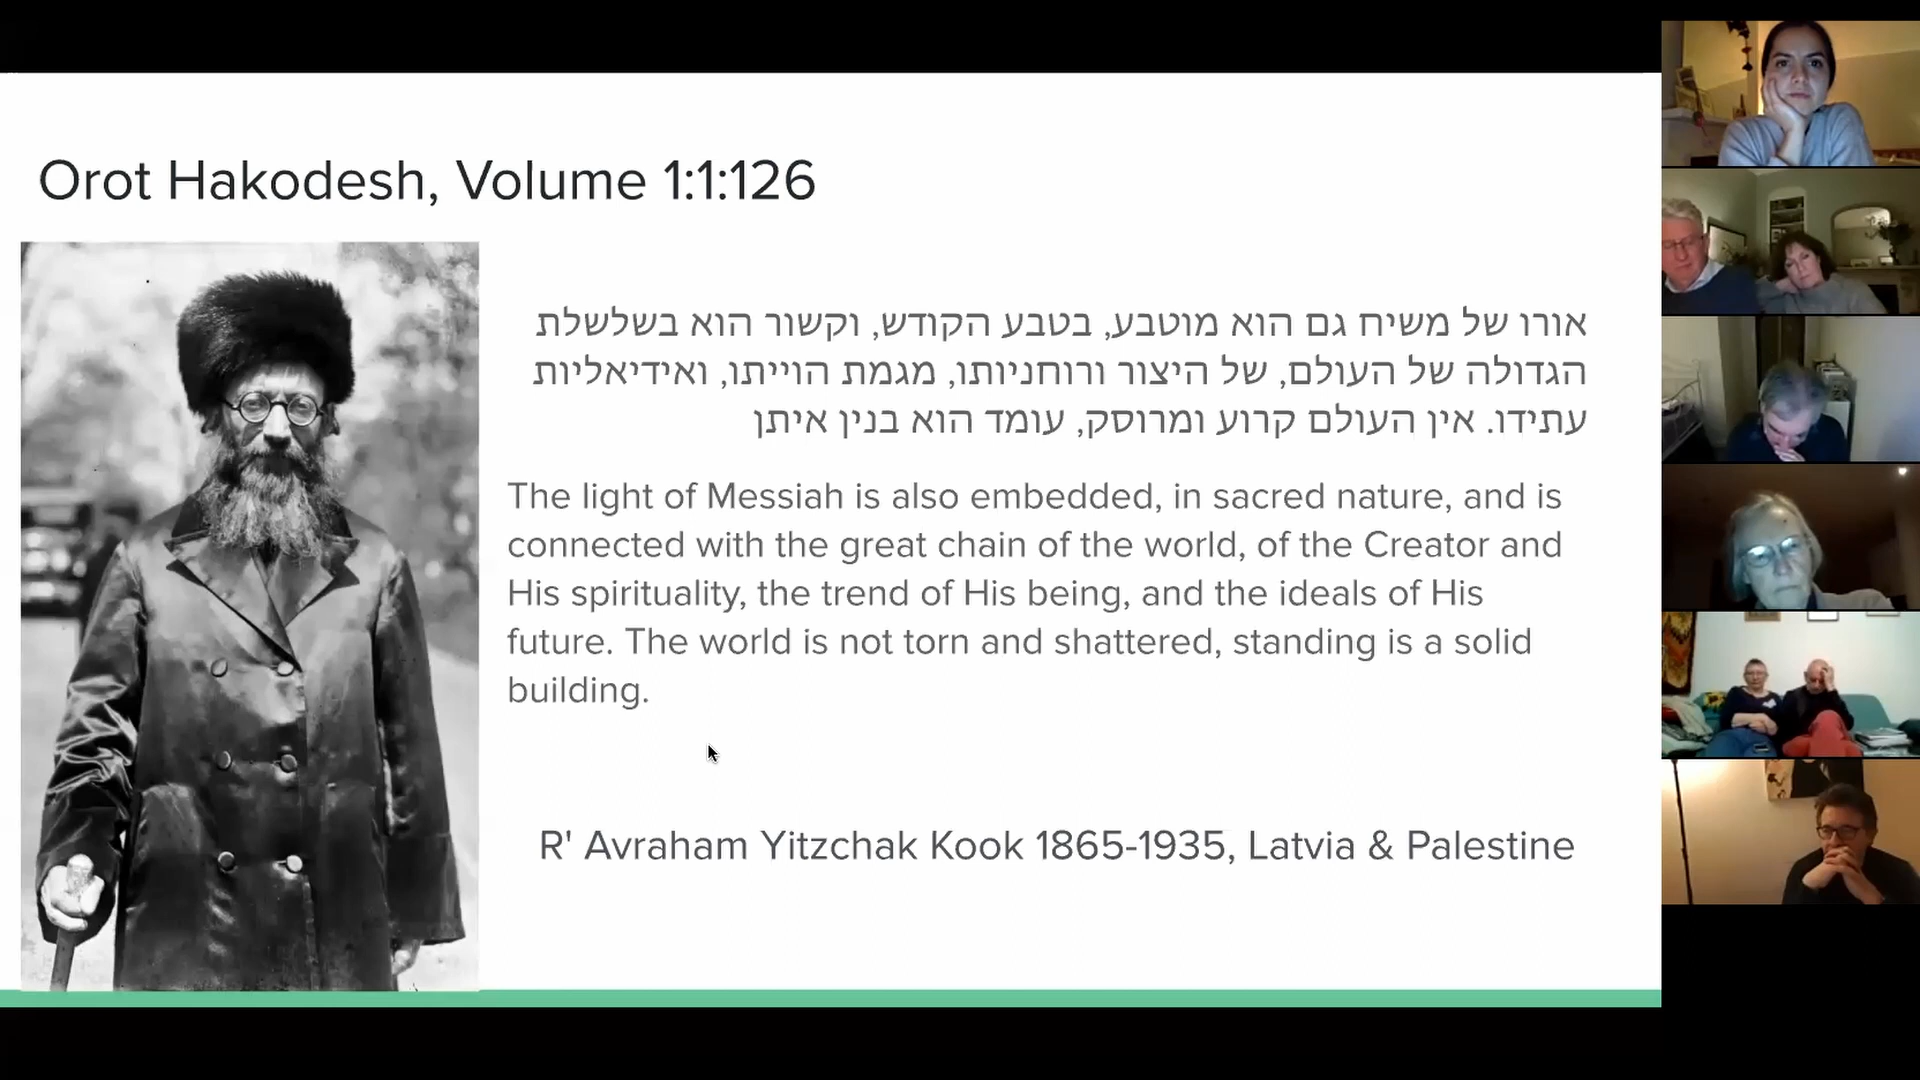 Orot Hakodesh, Volume 1:1:126
אורו של משיח גם הוא מוטבע, בטבע הקודש, וקשור הוא בשלשלת
הגדולה של העולם, של היצור ורוחניותו, מגמת הוייתו, ואידיאליות
עתידו. אין העולם קרוע ומרוסק, עומד הוא בנין איתן
The light of Messiah is also embedded, in sacred nature, and is
connected with the great chain of the world, of the Creator and
His spirituality, the trend of His being, and the ideals of His
future. The world is not torn and shattered, standing is a solid
building.
R' Avraham Yitzchak Kook 1865-1935, Latvia & Palestine